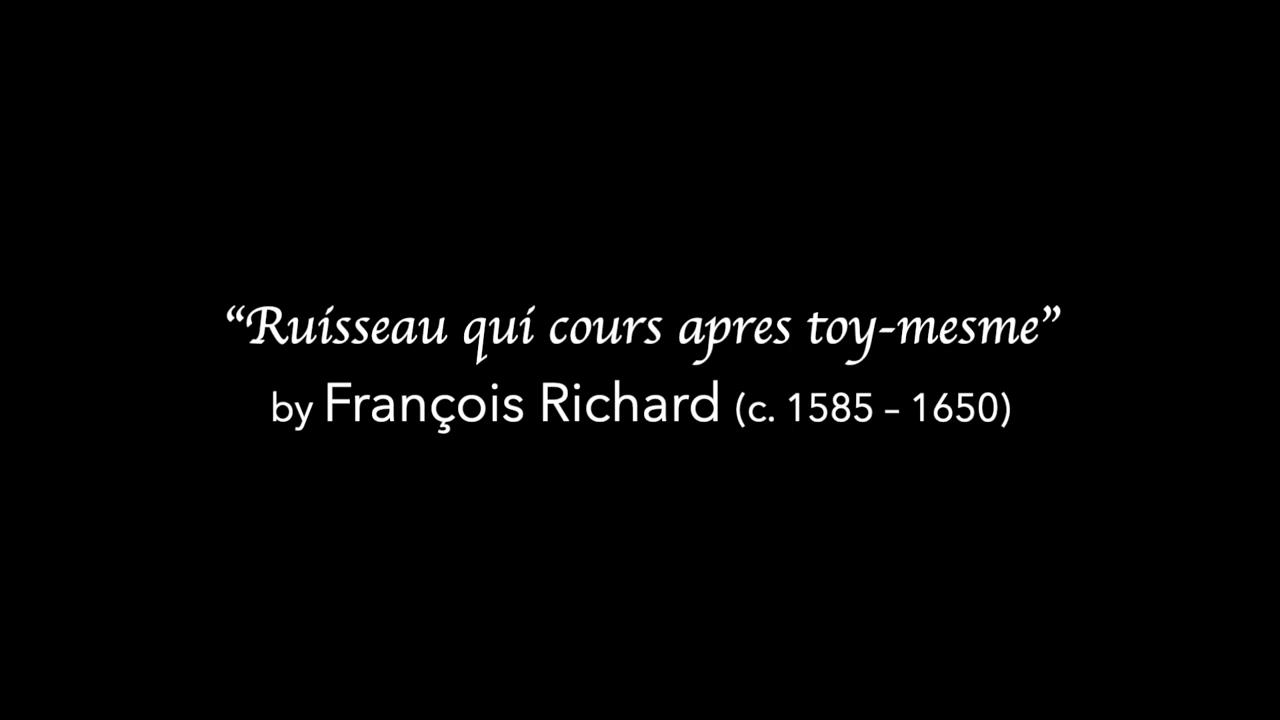 “Ruisseau qui cours apres toy-mesme”
by François Richard (c. 1585 – 1650)